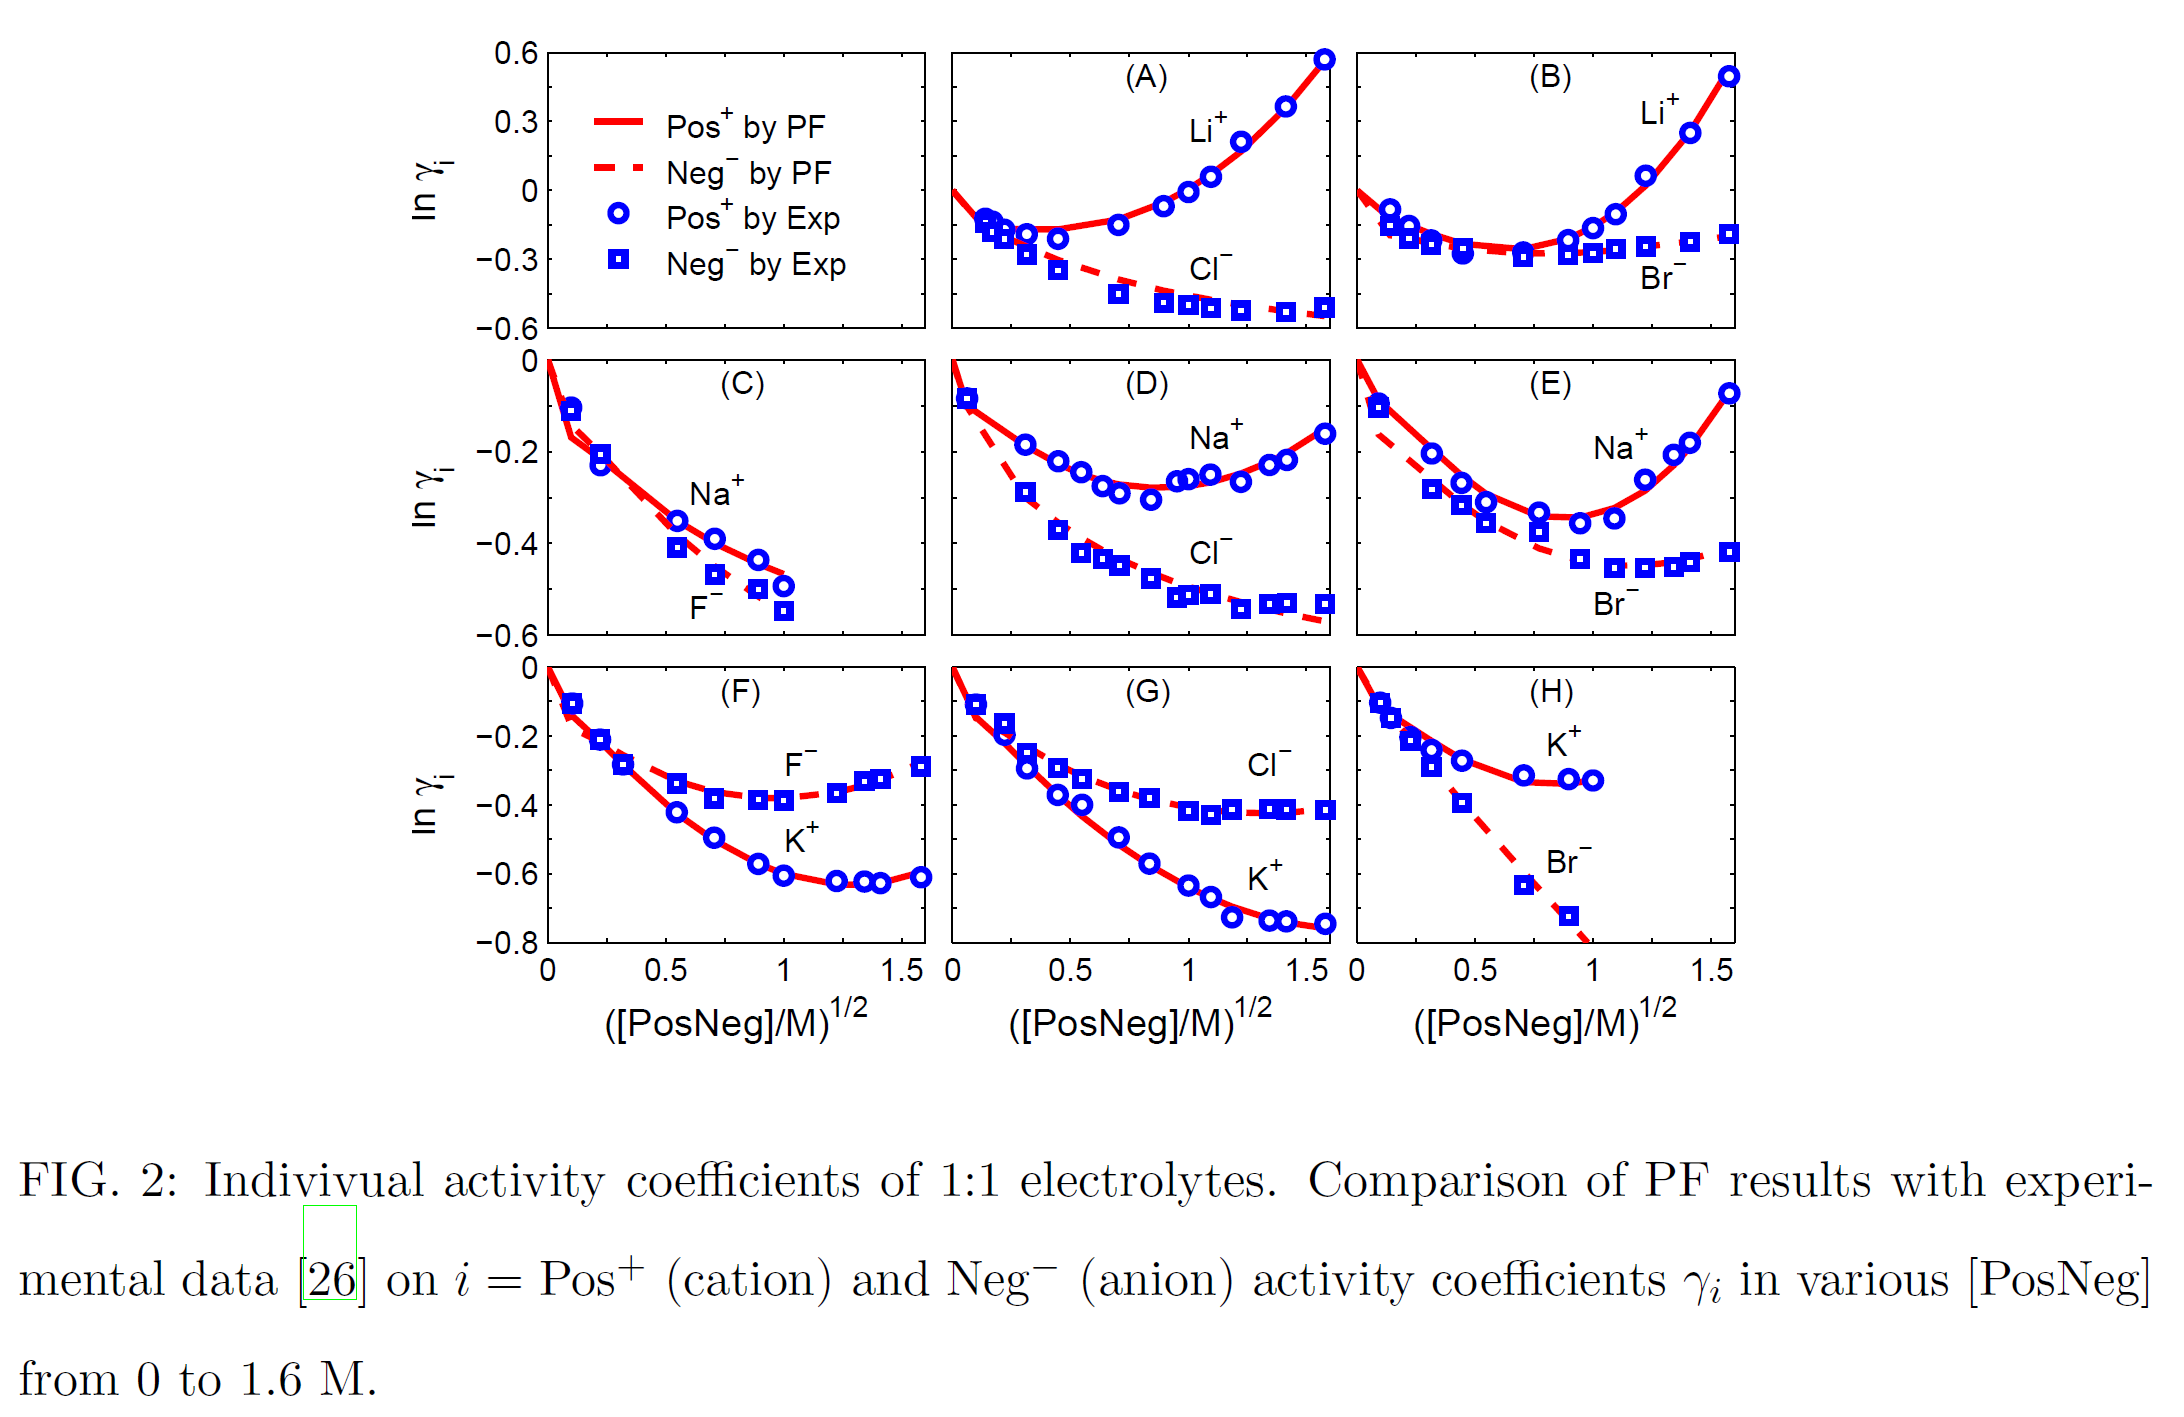 0.6
0.3
0
−0.3
−0.6
ln γi
Pos+ by PF
Neg− by PF
Pos+ by Exp
Neg− by Exp
(A)
Li+
Cl−
(B)
Li+
Br−
0
−0.2
−0.4
−0.6
ln γi
(C)
Na+
F−
(D)
Na+
Cl−
(E)
Na+
Br−
0
−0.2
−0.4
−0.6
−0.8
ln γi
(F)
F−
K+
(G)
Cl−
K+
(H)
K+
Br−
0 0.5 1 1.5
0 0.5 1 1.5
0 0.5 1 1.5
([PosNeg]/M)1/2
([PosNeg]/M)1/2
([PosNeg]/M)1/2
FIG. 2: Indivivual activity coefficients of 1:1 electrolytes. Comparison of PF results with experi-
mental data [26] on i = Pos+ (cation) and Neg− (anion) activity coefficients γi in various [PosNeg]
from 0 to 1.6 M.